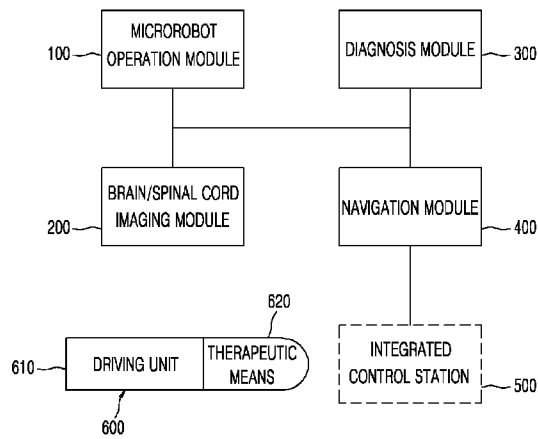 MICROROBOT
OPERATION MODULE
100
DIAGNOSIS MODULE
300
BRAIN/SPINAL CORD
IMAGING MODULE
200
NAVIGATION MODULE
400
620
610
DRIVING UNIT
THERAPEUTIC
MEANS
600
INTEGRATED
CONTROL STATION
500